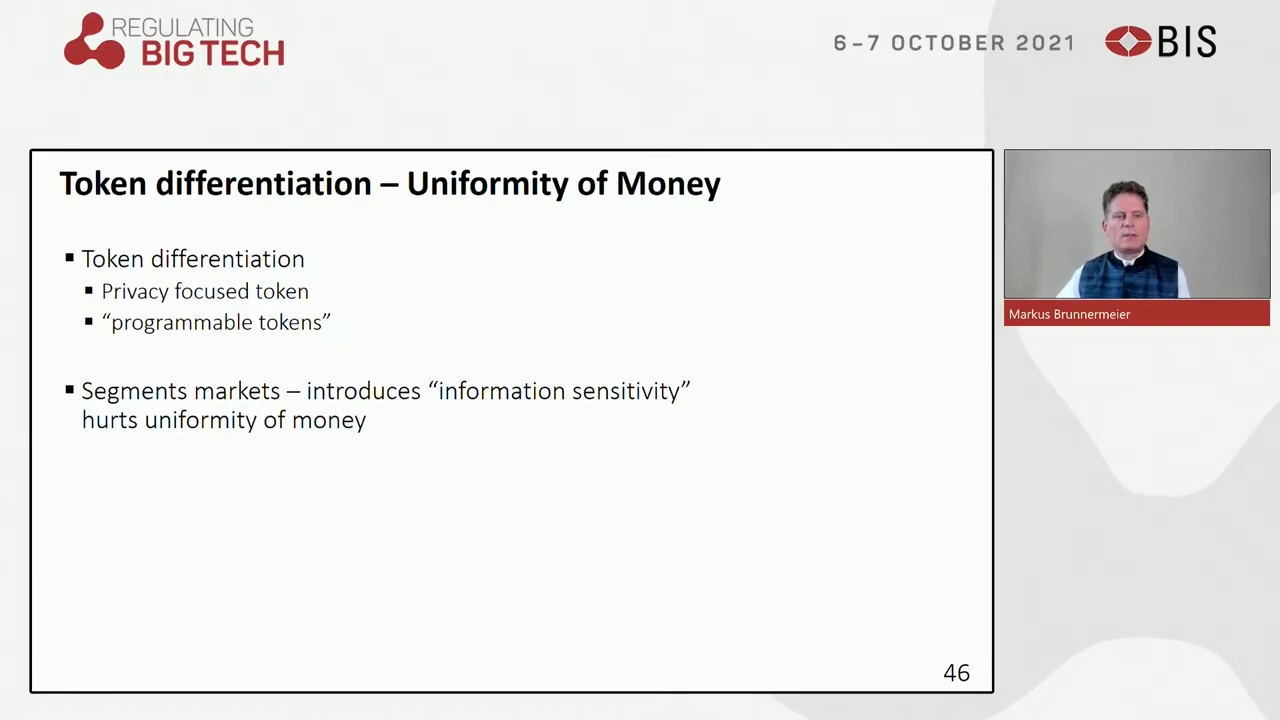 REGULATING
BIG TECH
6–7 OCTOBER 2021
BIS
Token differentiation – Uniformity of Money
▪ Token differentiation
▪ Privacy focused token
▪ “programmable tokens”
▪ Segments markets – introduces “information sensitivity”
hurts uniformity of money
46
Markus Brunnermeier